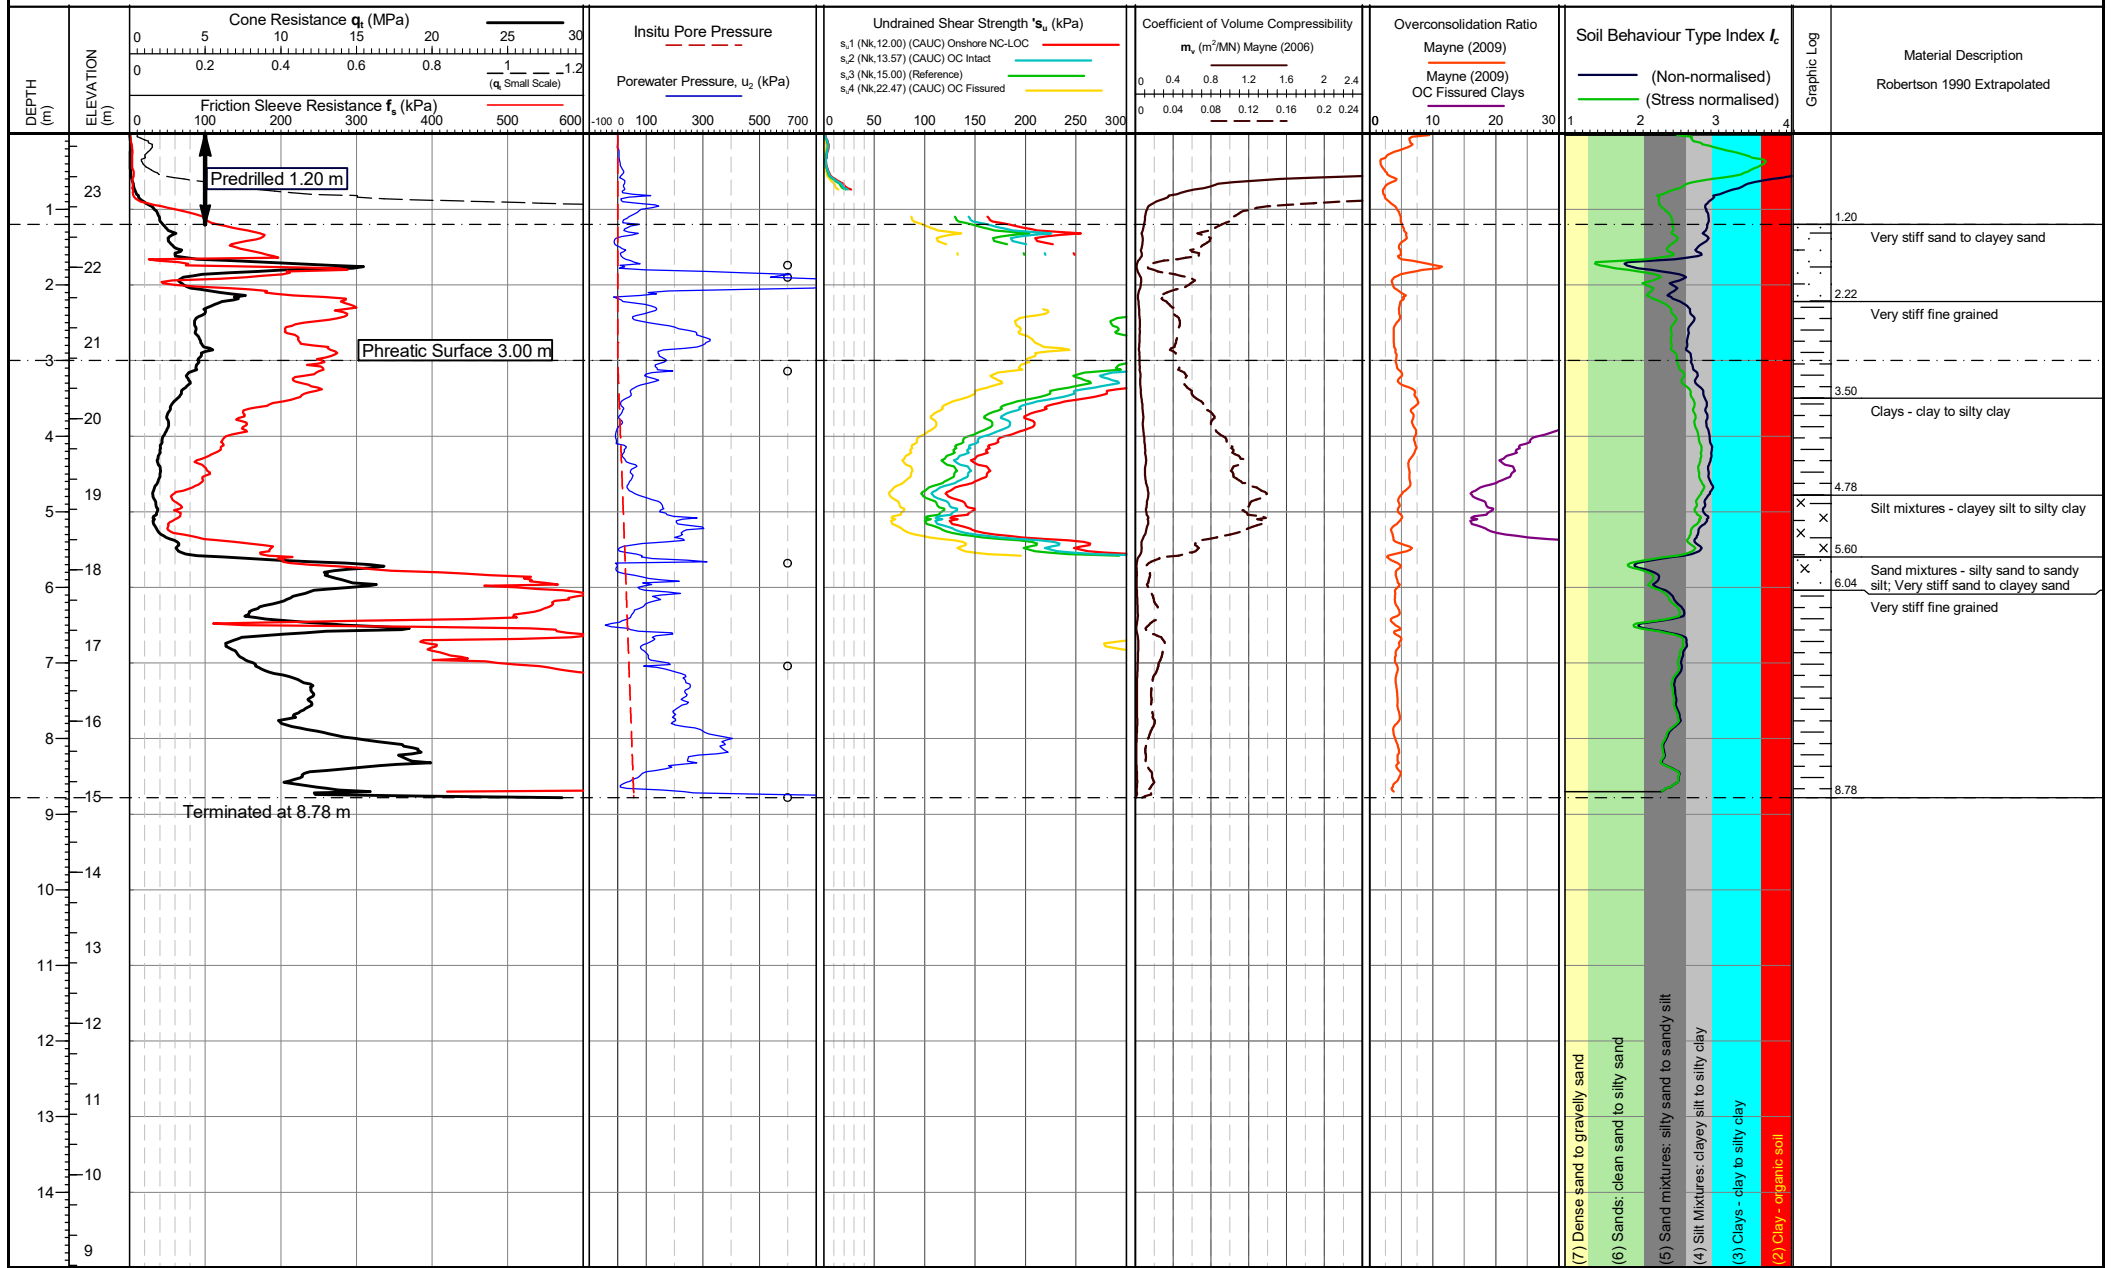 Cone Resistance qt (MPa)
0 5 10 15 20 25 30
0 0.2 0.4 0.6 0.8 1 1.2
(qt Small Scale)
Friction Sleeve Resistance fs (kPa)
0 100 200 300 400 500 600
DEPTH (m)
ELEVATION (m)
Insitu Pore Pressure
Porewater Pressure, u2 (kPa)
-100 0 100 300 500 700
Undrained Shear Strength 'su (kPa)
su1 (Nk,12.00) (CAUC) Onshore NC-LOC
su2 (Nk,13.57) (CAUC) OC Intact
su3 (Nk,15.00) (Reference)
su4 (Nk,22.47) (CAUC) OC Fissured
0 50 100 150 200 250 300
Coefficient of Volume Compressibility
mv (m2/MN) Mayne (2006)
0 0.4 0.8 1.2 1.6 2 2.4
0 0.04 0.08 0.12 0.16 0.20 0.24
Overconsolidation Ratio
Mayne (2009)
Mayne (2009)
OC Fissured Clays
0 10 20 30
Soil Behaviour Type Index Ic
(Non-normalised)
(Stress normalised)
1 2 3 4
Graphic Log
Material Description
Robertson 1990 Extrapolated
Predrilled 1.20 m
23
1
1.20
Very stiff sand to clayey sand
22
2
2.22
Very stiff fine grained
21
Phreatic Surface 3.00 m
3
3.50
Clays - clay to silty clay
20
4
4.78
19
Silt mixtures - clayey silt to silty clay
5
5.60
18
Sand mixtures - silty sand to sandy
silt; Very stiff sand to clayey sand
6
6.04
Very stiff fine grained
17
7
16
8
8.78
15
Terminated at 8.78 m
9
14
10
13
11
12
12
11
13
10
14
9
(7) Dense sand to gravelly sand
(6) Sands: clean sand to silty sand
(5) Sand mixtures: silty sand to sandy silt
(4) Silt Mixtures: clayey silt to silty clay
(3) Clays - clay to silty clay
(2) Clay - organic soil